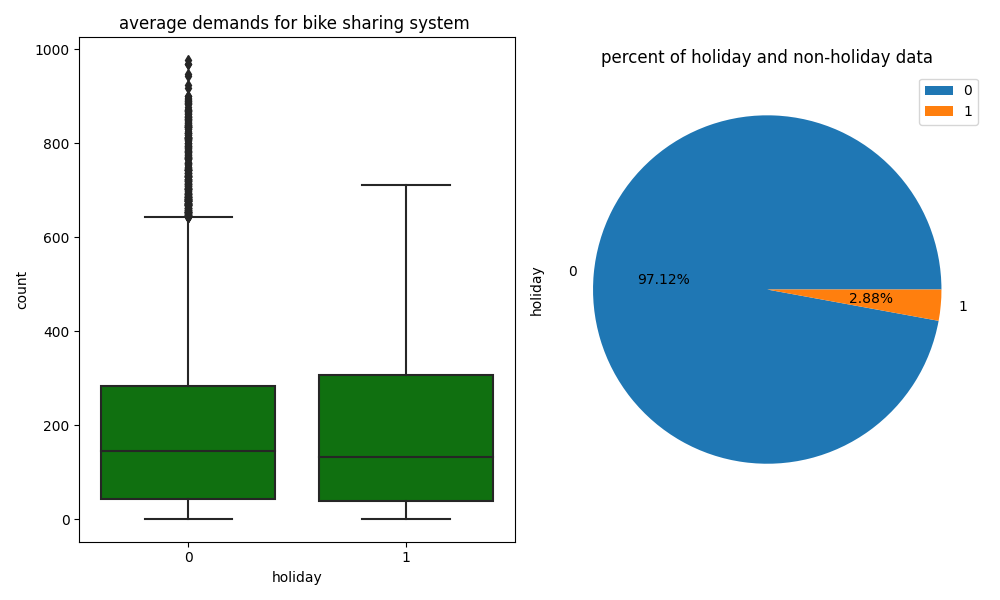 average demands for bike sharing system
1000
800
600
400
200
0
count
0
1
holiday
percent of holiday and non-holiday data
0
1
holiday
0
97.12%
2.88%
1